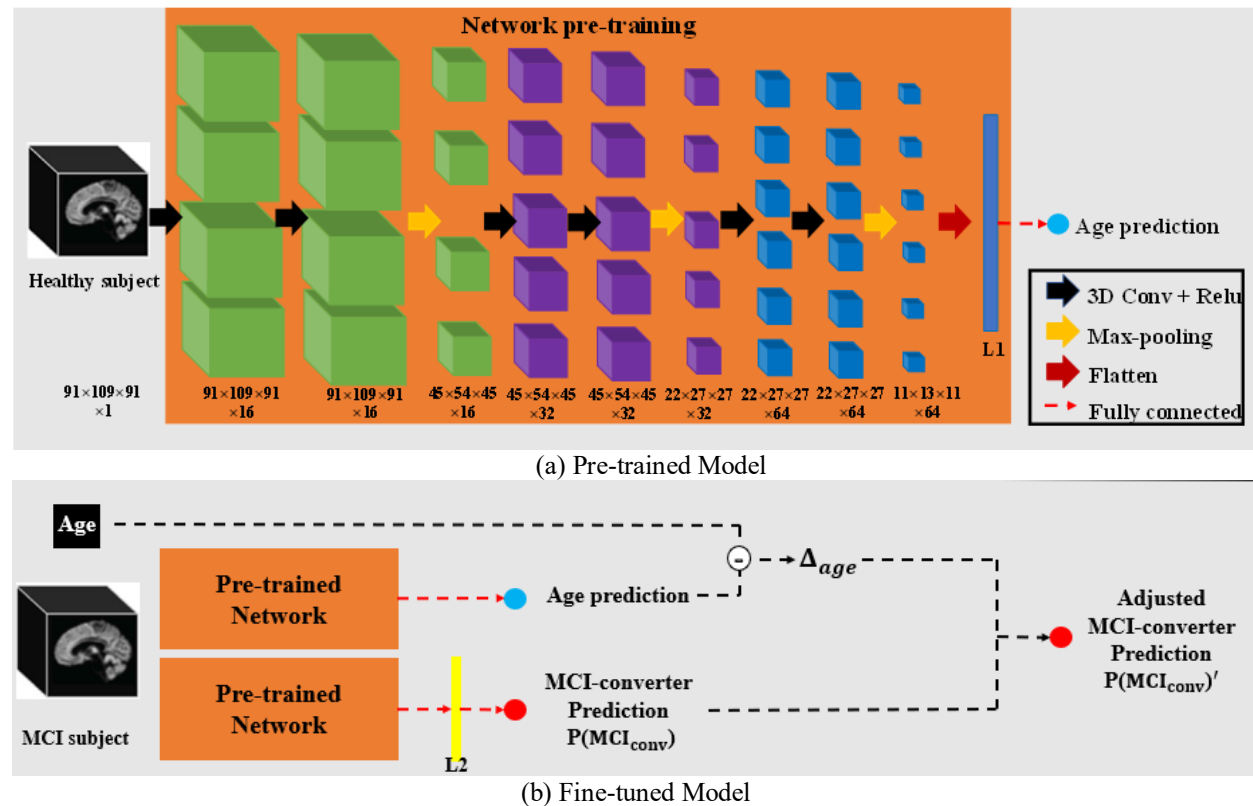 Network pre-training
Healthy subject
Age prediction
3D Conv + Relu
Max-pooling
Flatten
Fully connected
L1
91×109×91
×1
91×109×91
×16
91×109×91
×16
45×54×45
×16
45×54×45
×32
45×54×45
×32
22×27×27
×32
22×27×27
×64
22×27×27
×64
11×13×11
×64
(a) Pre-trained Model
Age
Pre-trained
Network
Age prediction
-
Δage
Pre-trained
Network
L2
MCI-converter
Prediction
P(MCIconv)
Adjusted
MCI-converter
Prediction
P(MCIconv)′
MCI subject
(b) Fine-tuned Model